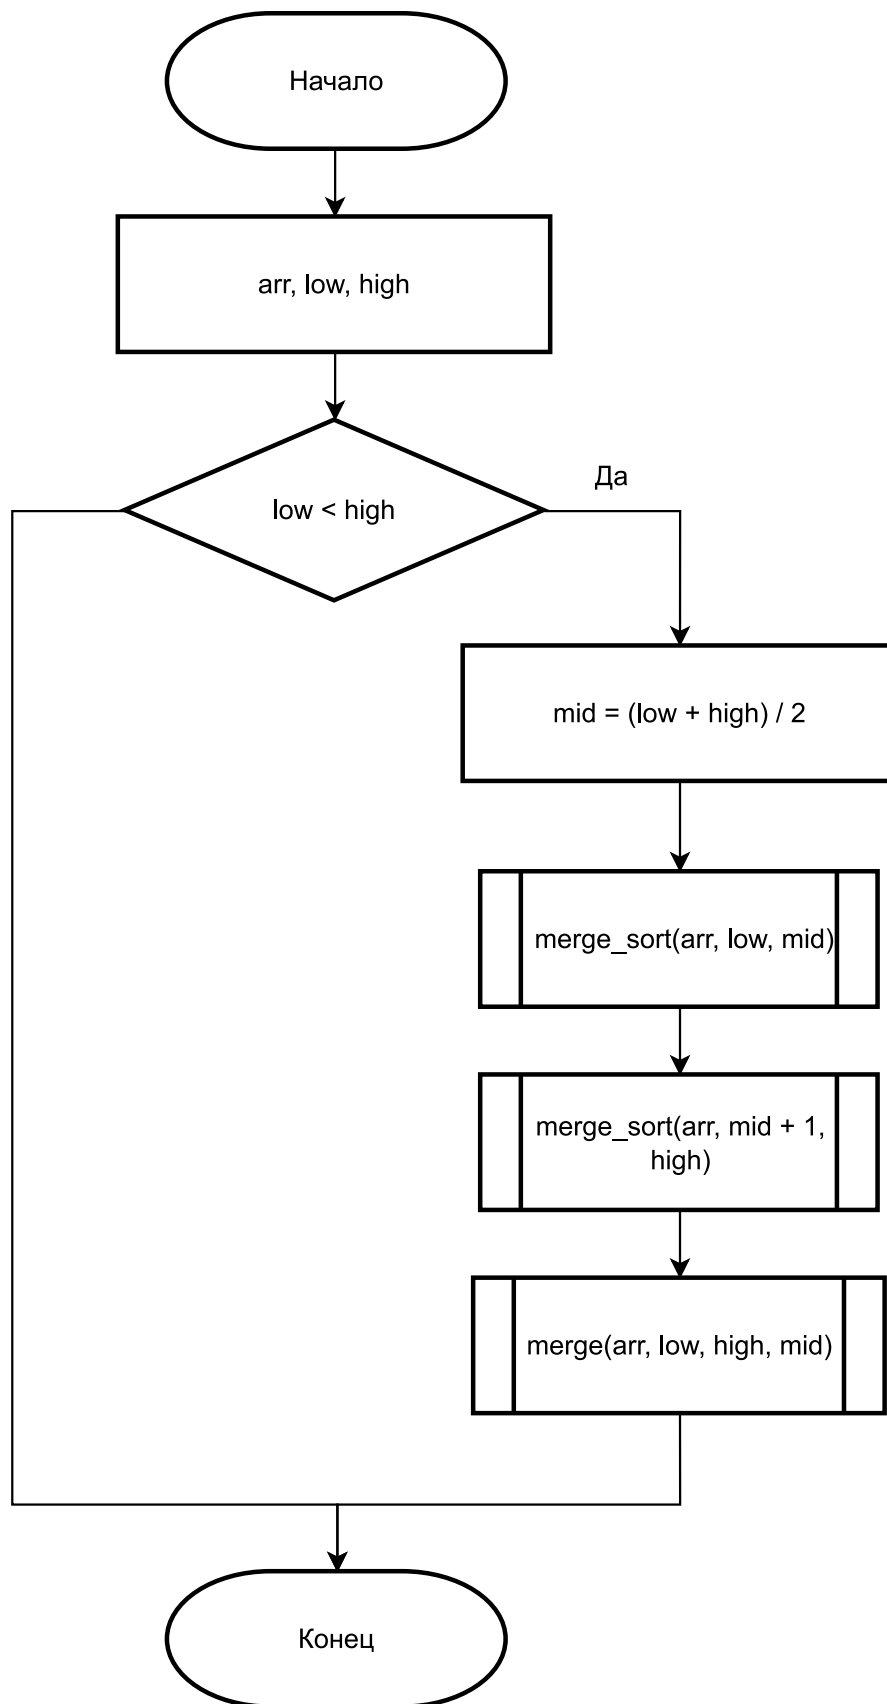 Начало
arr, low, high
low < high
Да
mid = (low + high) / 2
merge_sort(arr, low, mid)
merge_sort(arr, mid + 1,
high)
merge(arr, low, high, mid)
Конец